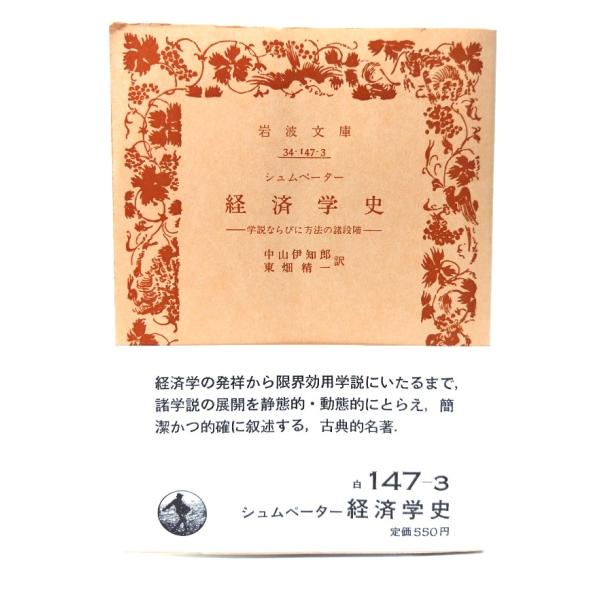 岩波文庫
34-147-3
シュムペーター
経済学史
——学説ならびに方法の諸段階——
中山伊知郎
東畑精一 訳
経済学の発祥から限界効用学説にいたるまで,
諸学説の展開を静態的・動態的にとらえ, 簡
潔かつ的確に叙述する, 古典的名著.
白 147-3
シュムペーター 経済学史
定価550円